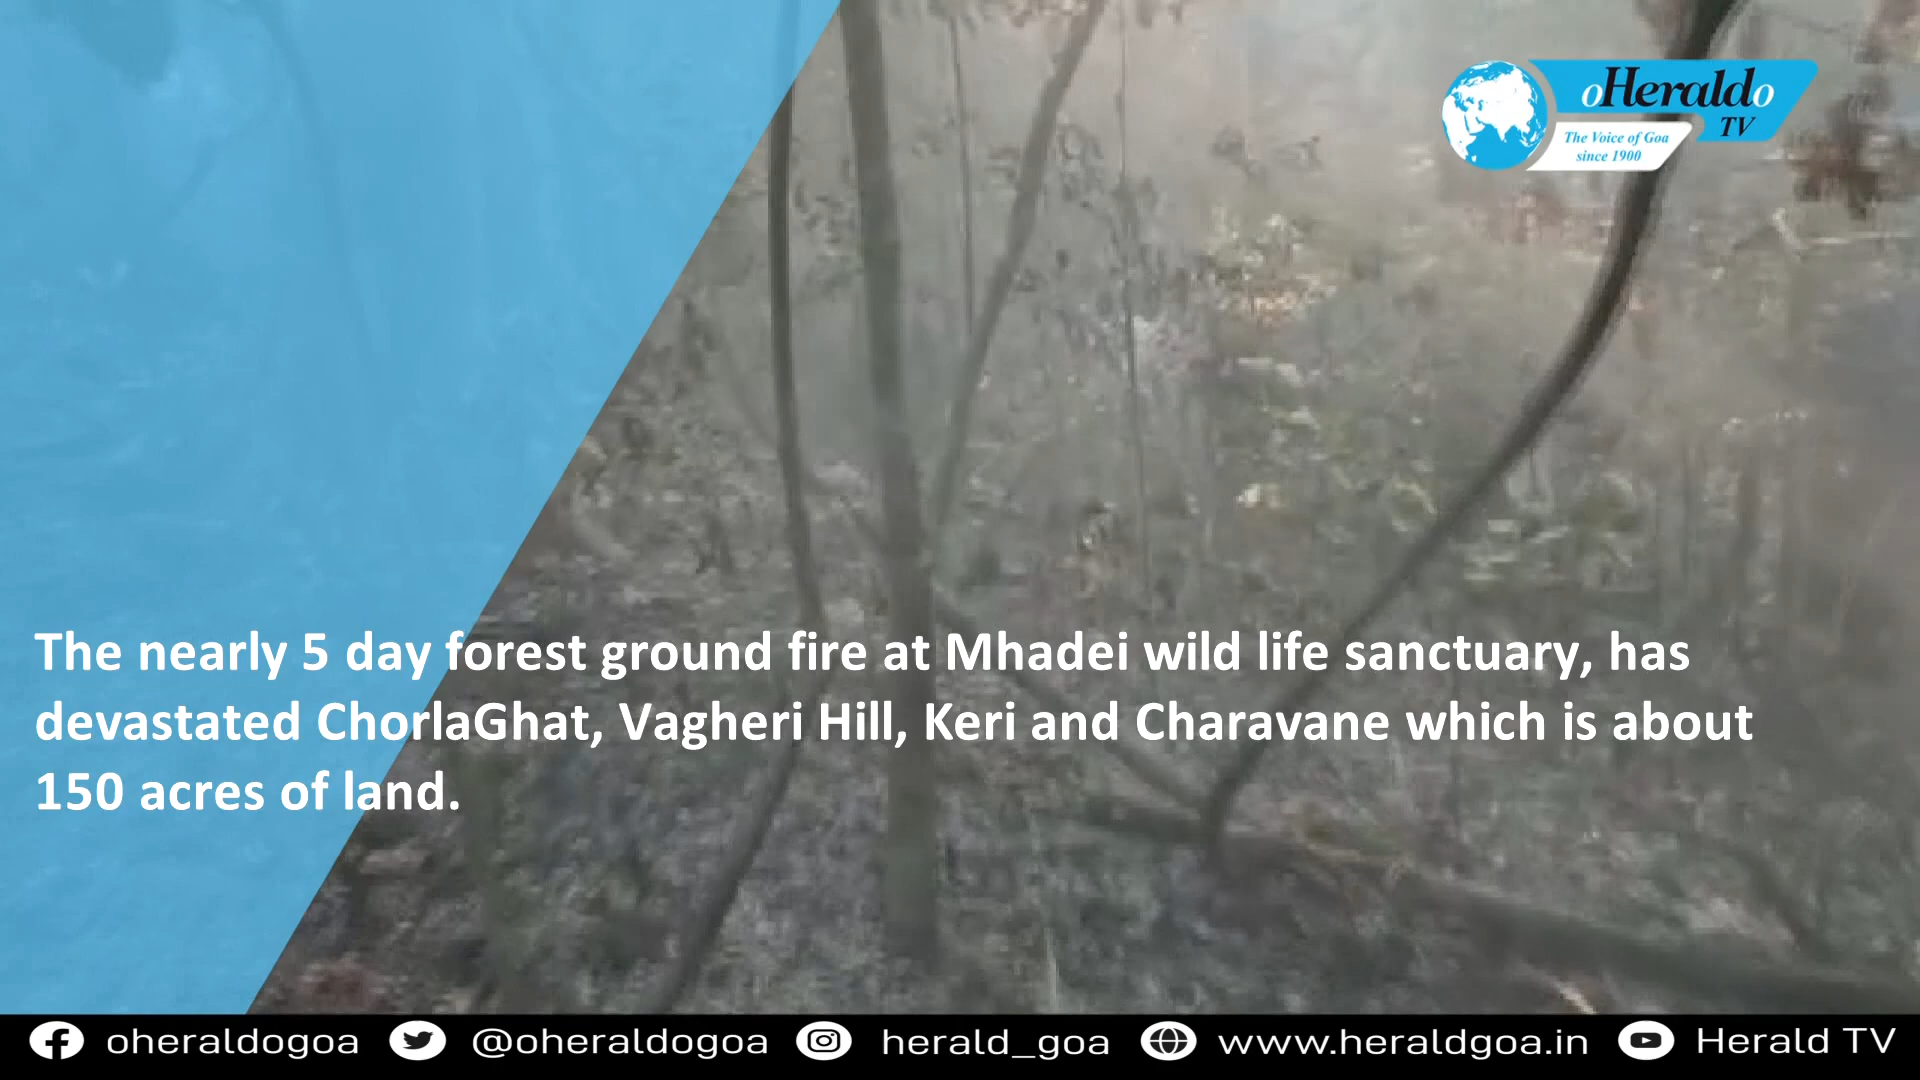 oHeraldo
TV
The Voice of Goa
since 1900
The nearly 5 day forest ground fire at Mhadei wild life sanctuary, has
devastated ChorlaGhat, Vagheri Hill, Keri and Charavane which is about
150 acres of land.
oheraldogoa @oheraldogoa herald_goa www.heraldgoa.in Herald TV